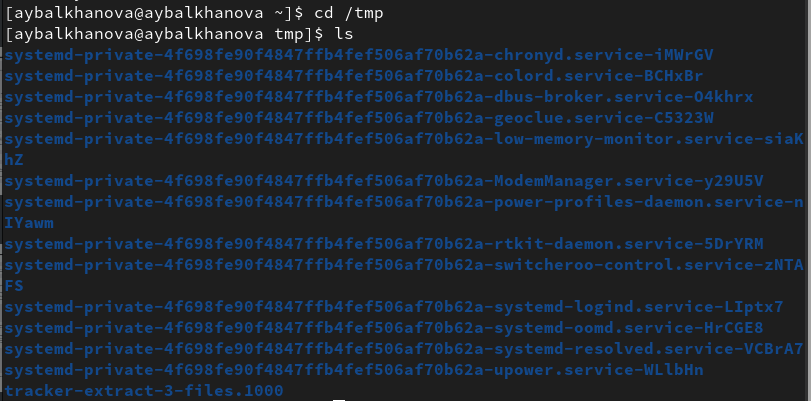 [aybalkhanova@aybalkhanova ~]$ cd /tmp
[aybalkhanova@aybalkhanova tmp]$ ls
systemd-private-4f698fe90f4847ffb4fef506af70b62a-chronyd.service-iMWrGV
systemd-private-4f698fe90f4847ffb4fef506af70b62a-colord.service-BCHxBr
systemd-private-4f698fe90f4847ffb4fef506af70b62a-dbus-broker.service-O4khrx
systemd-private-4f698fe90f4847ffb4fef506af70b62a-geoclue.service-C5323W
systemd-private-4f698fe90f4847ffb4fef506af70b62a-low-memory-monitor.service-siaK
hZ
systemd-private-4f698fe90f4847ffb4fef506af70b62a-ModemManager.service-y29U5V
systemd-private-4f698fe90f4847ffb4fef506af70b62a-power-profiles-daemon.service-n
IYawm
systemd-private-4f698fe90f4847ffb4fef506af70b62a-rtkit-daemon.service-5DrYRM
systemd-private-4f698fe90f4847ffb4fef506af70b62a-switcheroo-control.service-zNTA
FS
systemd-private-4f698fe90f4847ffb4fef506af70b62a-systemd-logind.service-LIptx7
systemd-private-4f698fe90f4847ffb4fef506af70b62a-systemd-oomd.service-HrCGE8
systemd-private-4f698fe90f4847ffb4fef506af70b62a-systemd-resolved.service-VCBrA7
systemd-private-4f698fe90f4847ffb4fef506af70b62a-upower.service-WLlbHn
tracker-extract-3-files.1000